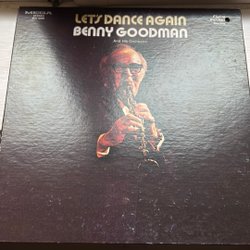 LET'S DANCE AGAIN
BENNY GOODMAN
And His Orchestra